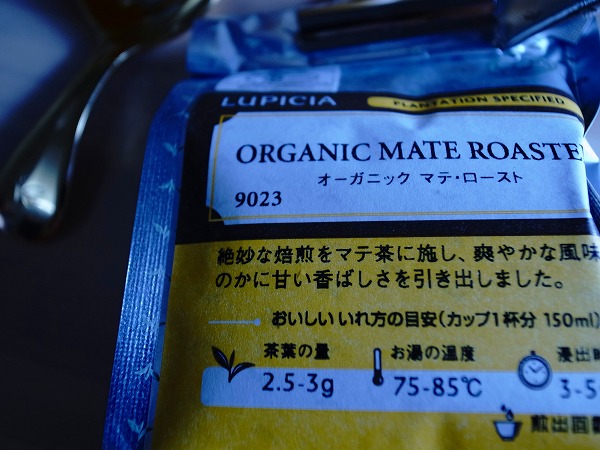 LUPICIA
PLANTATION SPECIFIED
ORGANIC MATE ROASTE
オーガニック マテ・ロースト
9023
絶妙な焙煎をマテ茶に施し、爽やかな風味
のかに甘い香ばしさを引き出しました。
おいしいいれ方の目安(カップ1杯分 150ml)
茶葉の量
お湯の温度
浸出時
2.5-3g
75-85℃
3-5